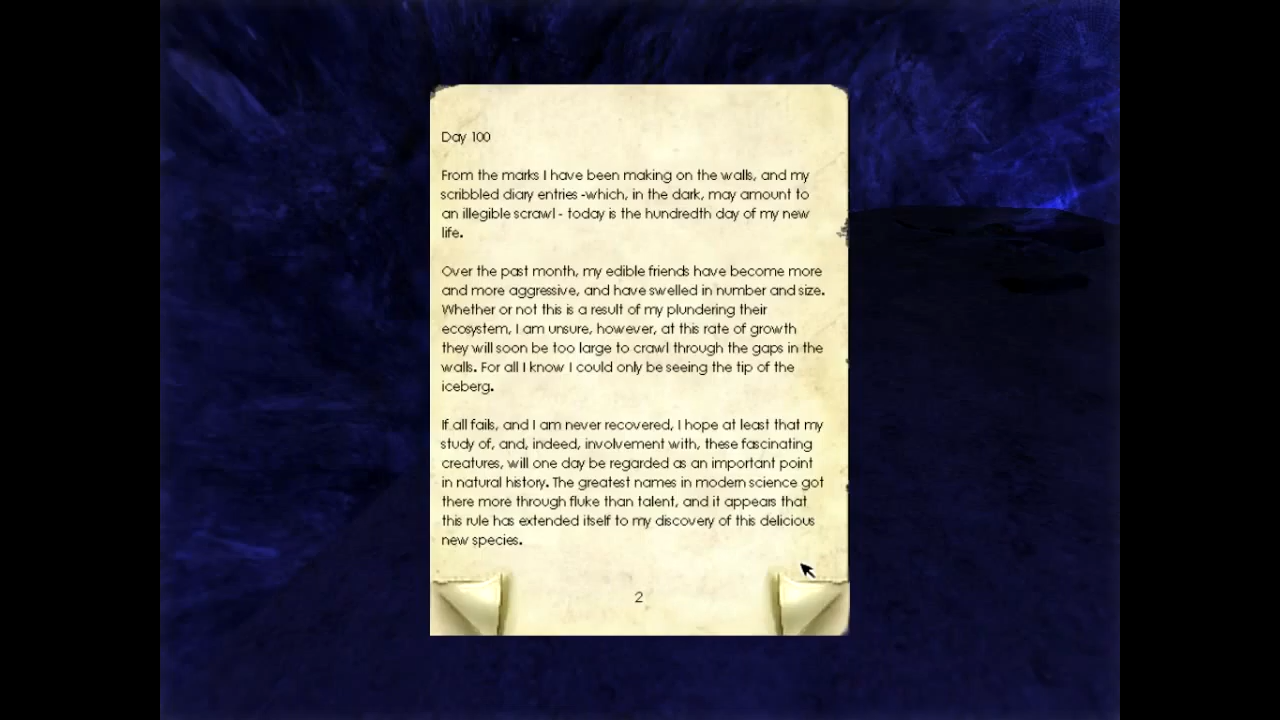 Day 100
From the marks I have been making on the walls, and my
scribbled diary entries -which, in the dark, may amount to
an illegible scrawl - today is the hundredth day of my new
life.
Over the past month, my edible friends have become more
and more aggressive, and have swelled in number and size.
Whether or not this is a result of my plundering their
ecosystem, I am unsure, however, at this rate of growth
they will soon be too large to crawl through the gaps in the
walls. For all I know I could only be seeing the tip of the
iceberg.
If all fails, and I am never recovered, I hope at least that my
study of, and, indeed, involvement with, these fascinating
creatures, will one day be regarded as an important point
in natural history. The greatest names in modern science got
there more through fluke than talent, and it appears that
this rule has extended itself to my discovery of this delicious
new species.
2